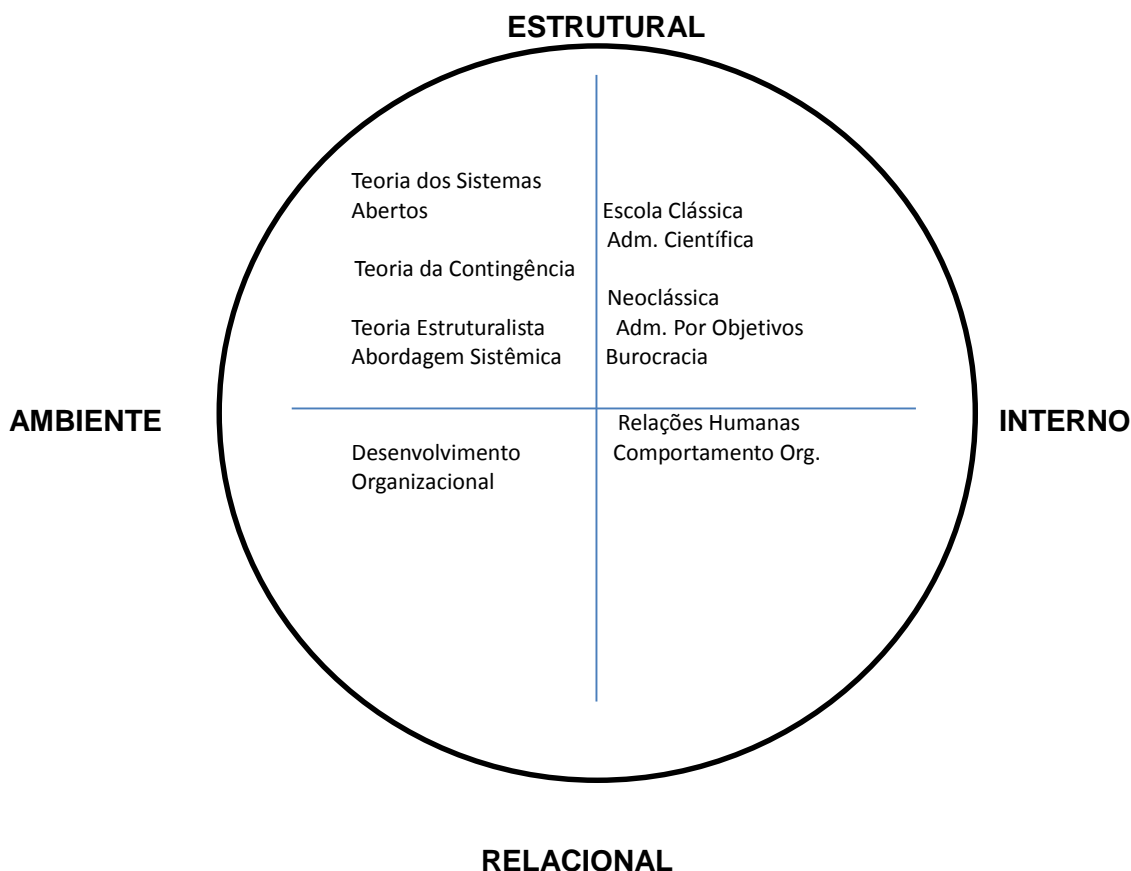 ESTRUTURAL
Teoria dos Sistemas
Abertos
Teoria da Contingência
Teoria Estruturalista
Abordagem Sistêmica
Escola Clássica
Adm. Científica
Neoclássica
Adm. Por Objetivos
Burocracia
AMBIENTE
INTERNO
Desenvolvimento
Organizacional
Relações Humanas
Comportamento Org.
RELACIONAL